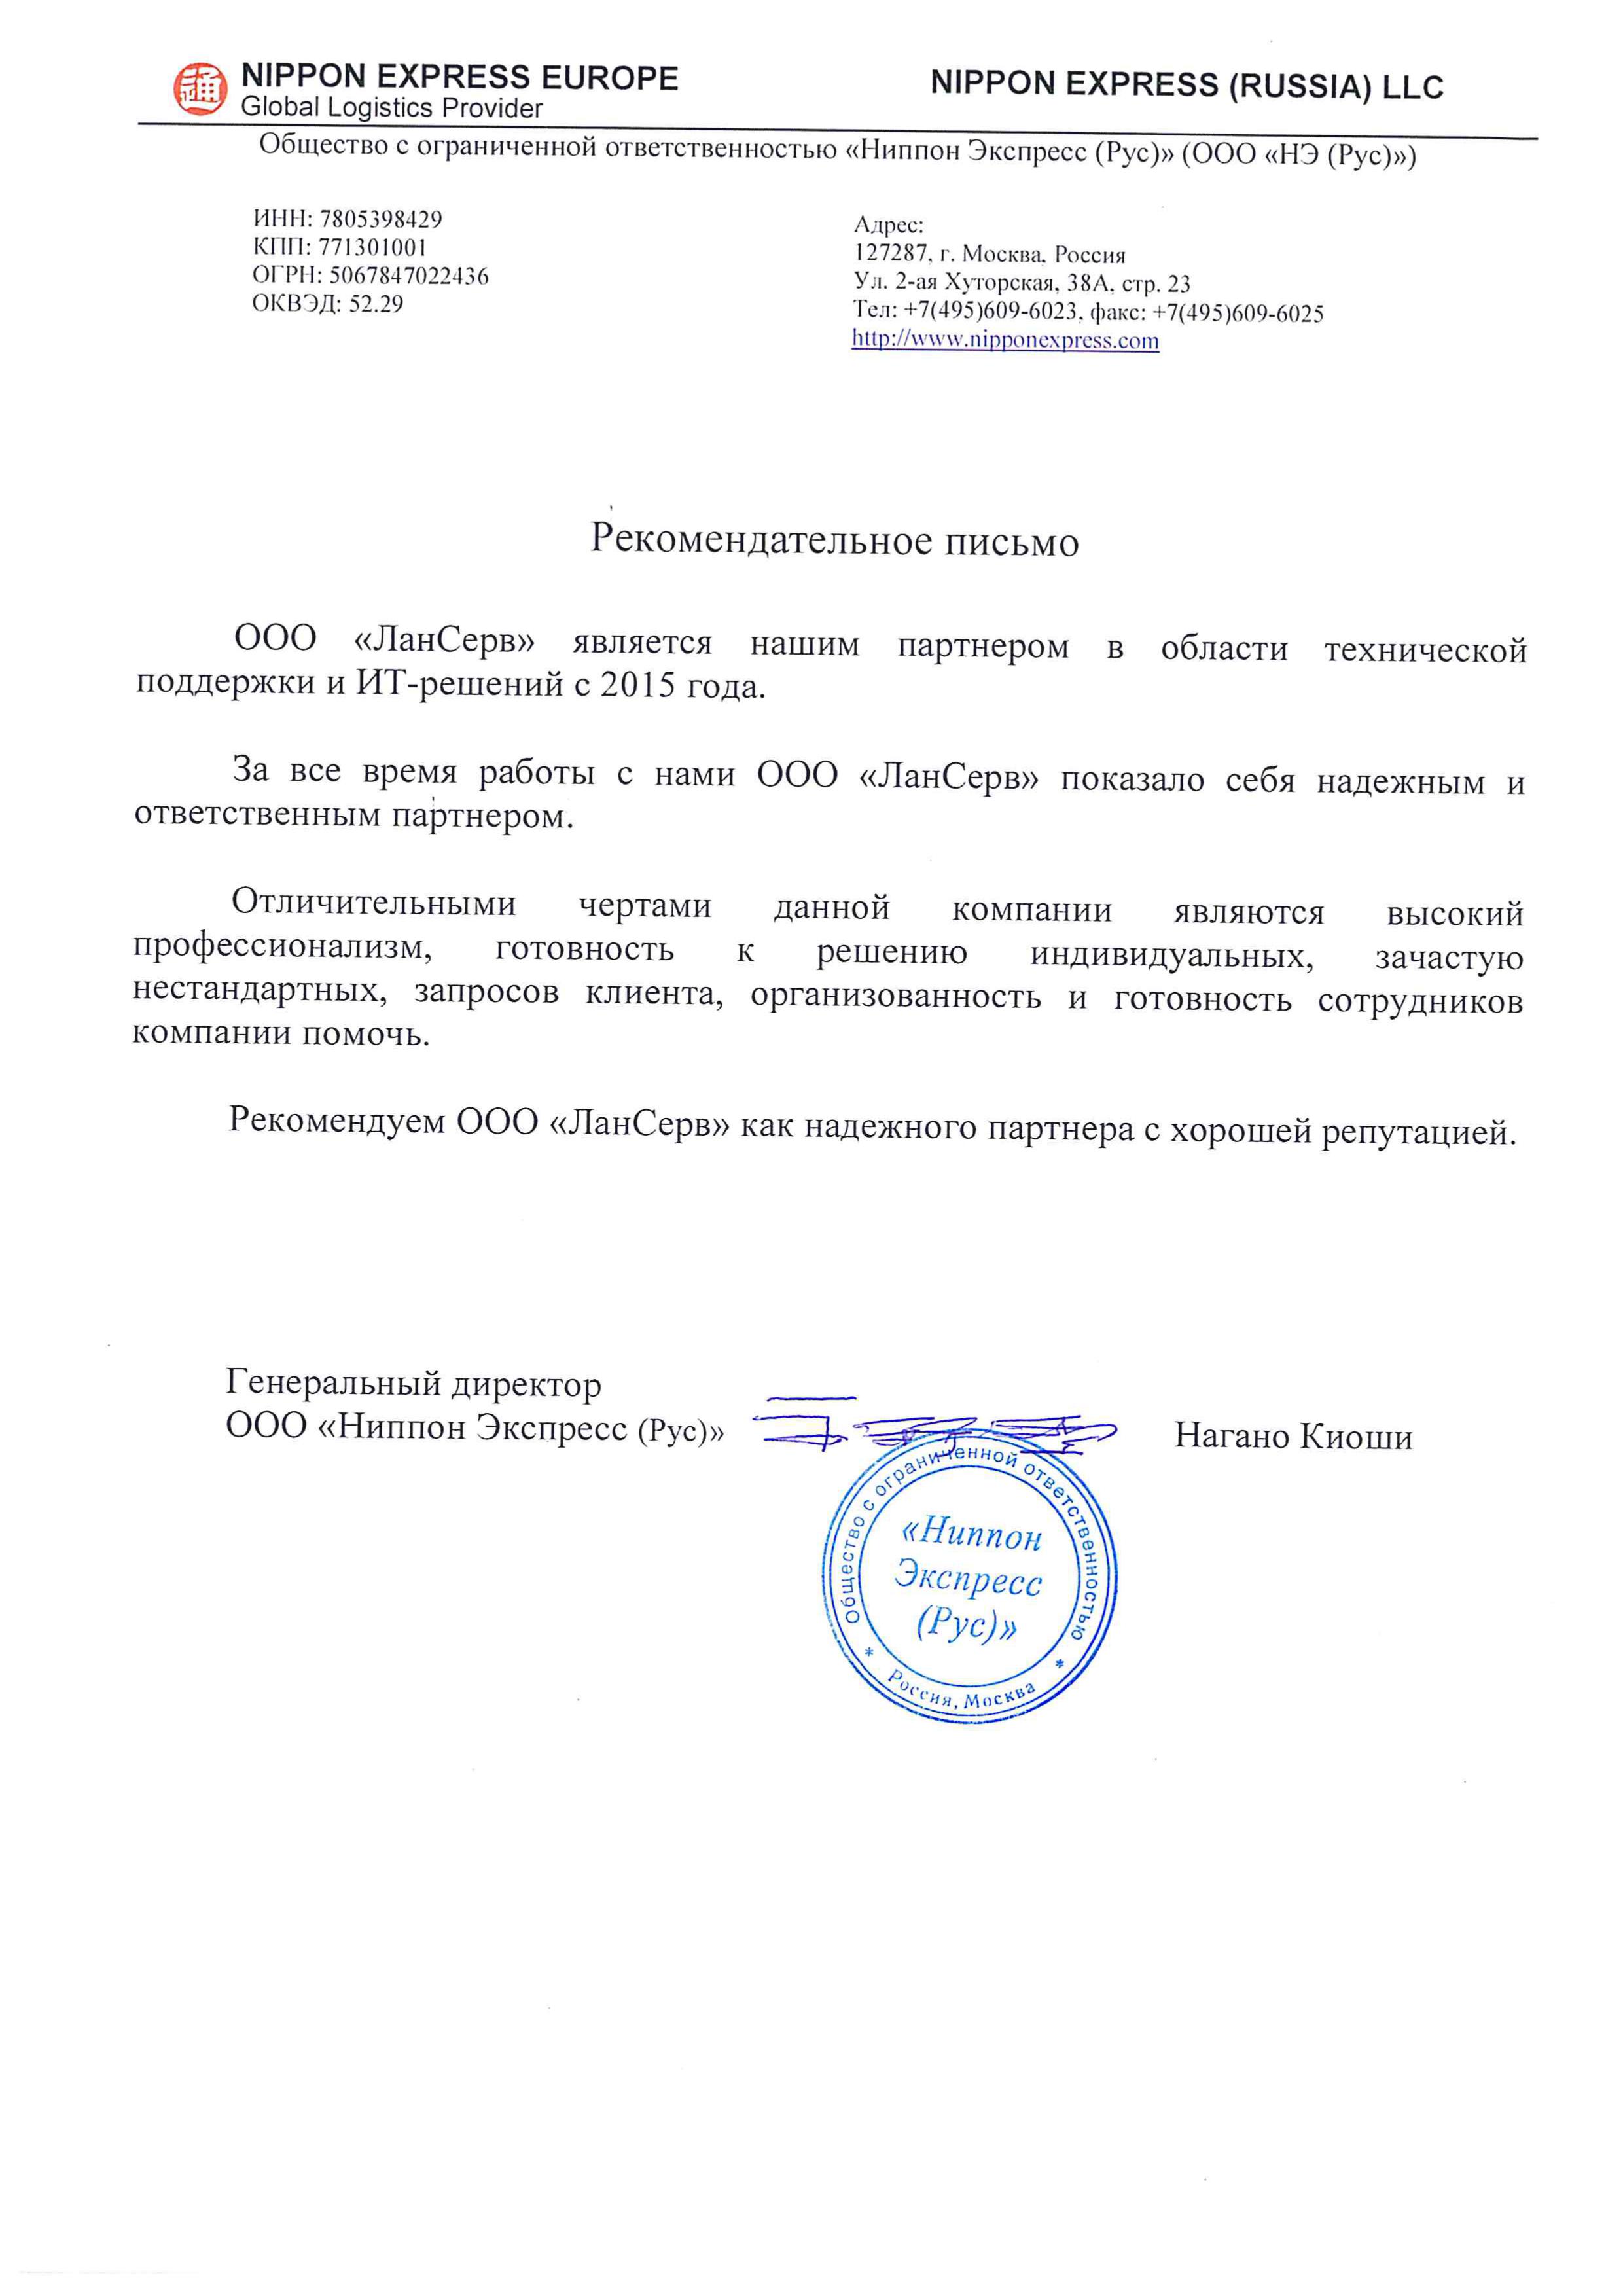 通 NIPPON EXPRESS EUROPE
Global Logistics Provider
NIPPON EXPRESS (RUSSIA) LLC
Общество с ограниченной ответственностью «Ниппон Экспресс (Рус)» (ООО «НЭ (Рус)»)
ИНН: 7805398429
КПП: 771301001
ОГРН: 5067847022436
ОКВЭД: 52.29
Адрес:
127287, г. Москва, Россия
Ул. 2-ая Хуторская, 38А, стр. 23
Тел: +7(495)609-6023, факс: +7(495)609-6025
http://www.nipponexpress.com
Рекомендательное письмо
ООО «ЛанСерв» является нашим партнером в области технической
поддержки и ИТ-решений с 2015 года.
За все время работы с нами ООО «ЛанСерв» показало себя надежным и
ответственным партнером.
Отличительными чертами данной компании являются высокий
профессионализм, готовность к решению индивидуальных, зачастую
нестандартных, запросов клиента, организованность и готовность сотрудников
компании помочь.
Рекомендуем ООО «ЛанСерв» как надежного партнера с хорошей репутацией.
Генеральный директор
ООО «Ниппон Экспресс (Рус)»
Нагано Киоши
Общество с ограниченной ответственностью
«Ниппон
Экспресс
(Рус)»
* Россия, Москва *